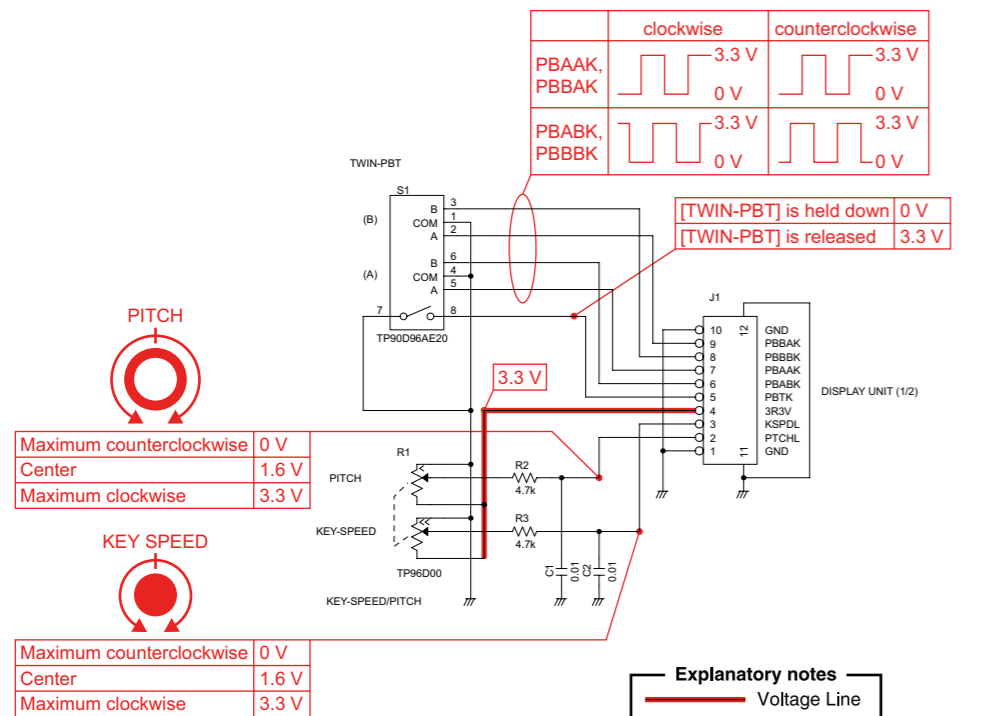 clockwise counterclockwise
PBAAK, PBBAK
3.3 V
0 V
3.3 V
0 V
PBABK, PBBBK
3.3 V
0 V
3.3 V
0 V
TWIN-PBT
S1
(B)
B 3
COM 1
A 2
(A)
B 6
COM 4
A 5
7 8
TP90D96AE20
[TWIN-PBT] is held down 0 V
[TWIN-PBT] is released 3.3 V
J1
12
10 GND
9 PBBAK
8 PBBBK
7 PBAAK
6 PBABK
5 PBTK
4 3R3V
3 KSPDL
2 PTCHL
1 GND
11
DISPLAY UNIT (1/2)
3.3 V
PITCH
Maximum counterclockwise 0 V
Center 1.6 V
Maximum clockwise 3.3 V
R1
PITCH
R2
4.7k
KEY-SPEED
R3
4.7k
TP96D00
C1 0.01
C2 0.01
KEY-SPEED/PITCH
KEY SPEED
Maximum counterclockwise 0 V
Center 1.6 V
Maximum clockwise 3.3 V
Explanatory notes
Voltage Line